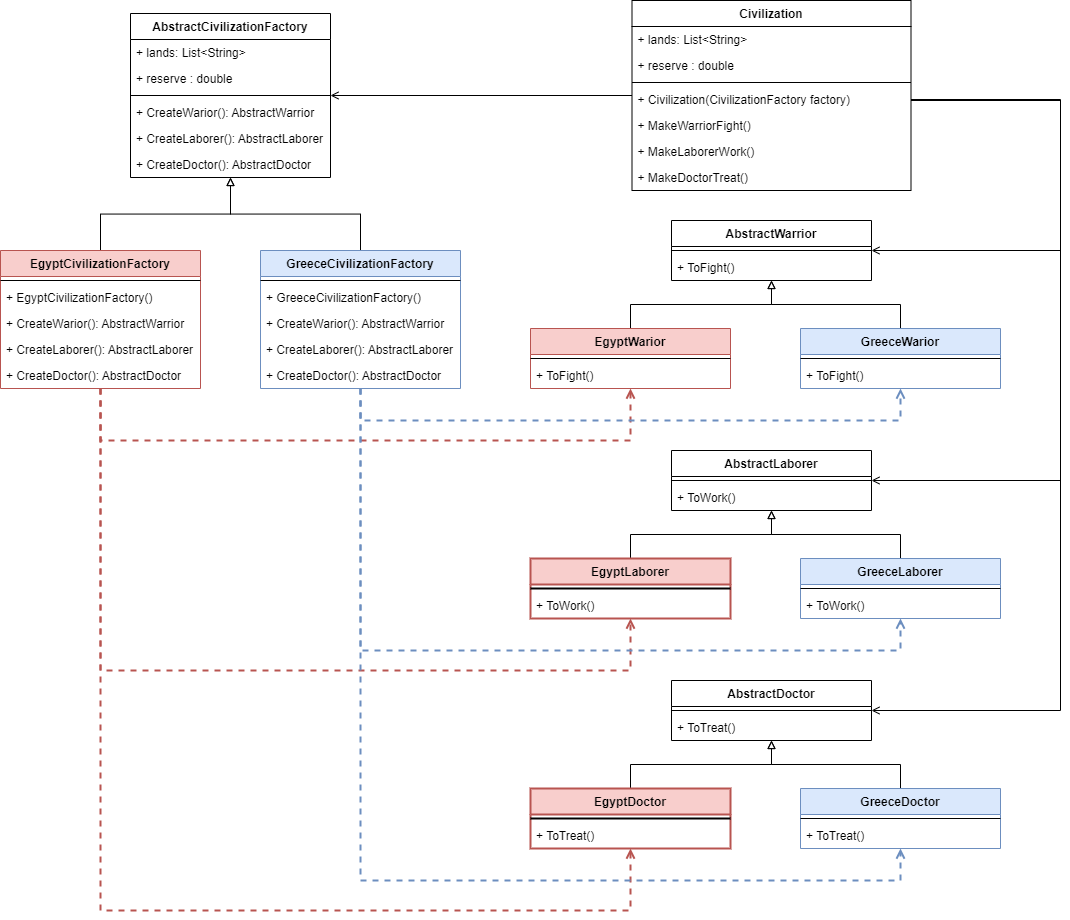 AbstractCivilizationFactory
+ lands: List<String>
+ reserve : double
+ CreateWarior(): AbstractWarrior
+ CreateLaborer(): AbstractLaborer
+ CreateDoctor(): AbstractDoctor
Civilization
+ lands: List<String>
+ reserve : double
+ Civilization(CivilizationFactory factory)
+ MakeWarriorFight()
+ MakeLaborerWork()
+ MakeDoctorTreat()
EgyptCivilizationFactory
+ EgyptCivilizationFactory()
+ CreateWarior(): AbstractWarrior
+ CreateLaborer(): AbstractLaborer
+ CreateDoctor(): AbstractDoctor
GreeceCivilizationFactory
+ GreeceCivilizationFactory()
+ CreateWarior(): AbstractWarrior
+ CreateLaborer(): AbstractLaborer
+ CreateDoctor(): AbstractDoctor
AbstractWarrior
+ ToFight()
EgyptWarior
+ ToFight()
GreeceWarior
+ ToFight()
AbstractLaborer
+ ToWork()
EgyptLaborer
+ ToWork()
GreeceLaborer
+ ToWork()
AbstractDoctor
+ ToTreat()
EgyptDoctor
+ ToTreat()
GreeceDoctor
+ ToTreat()